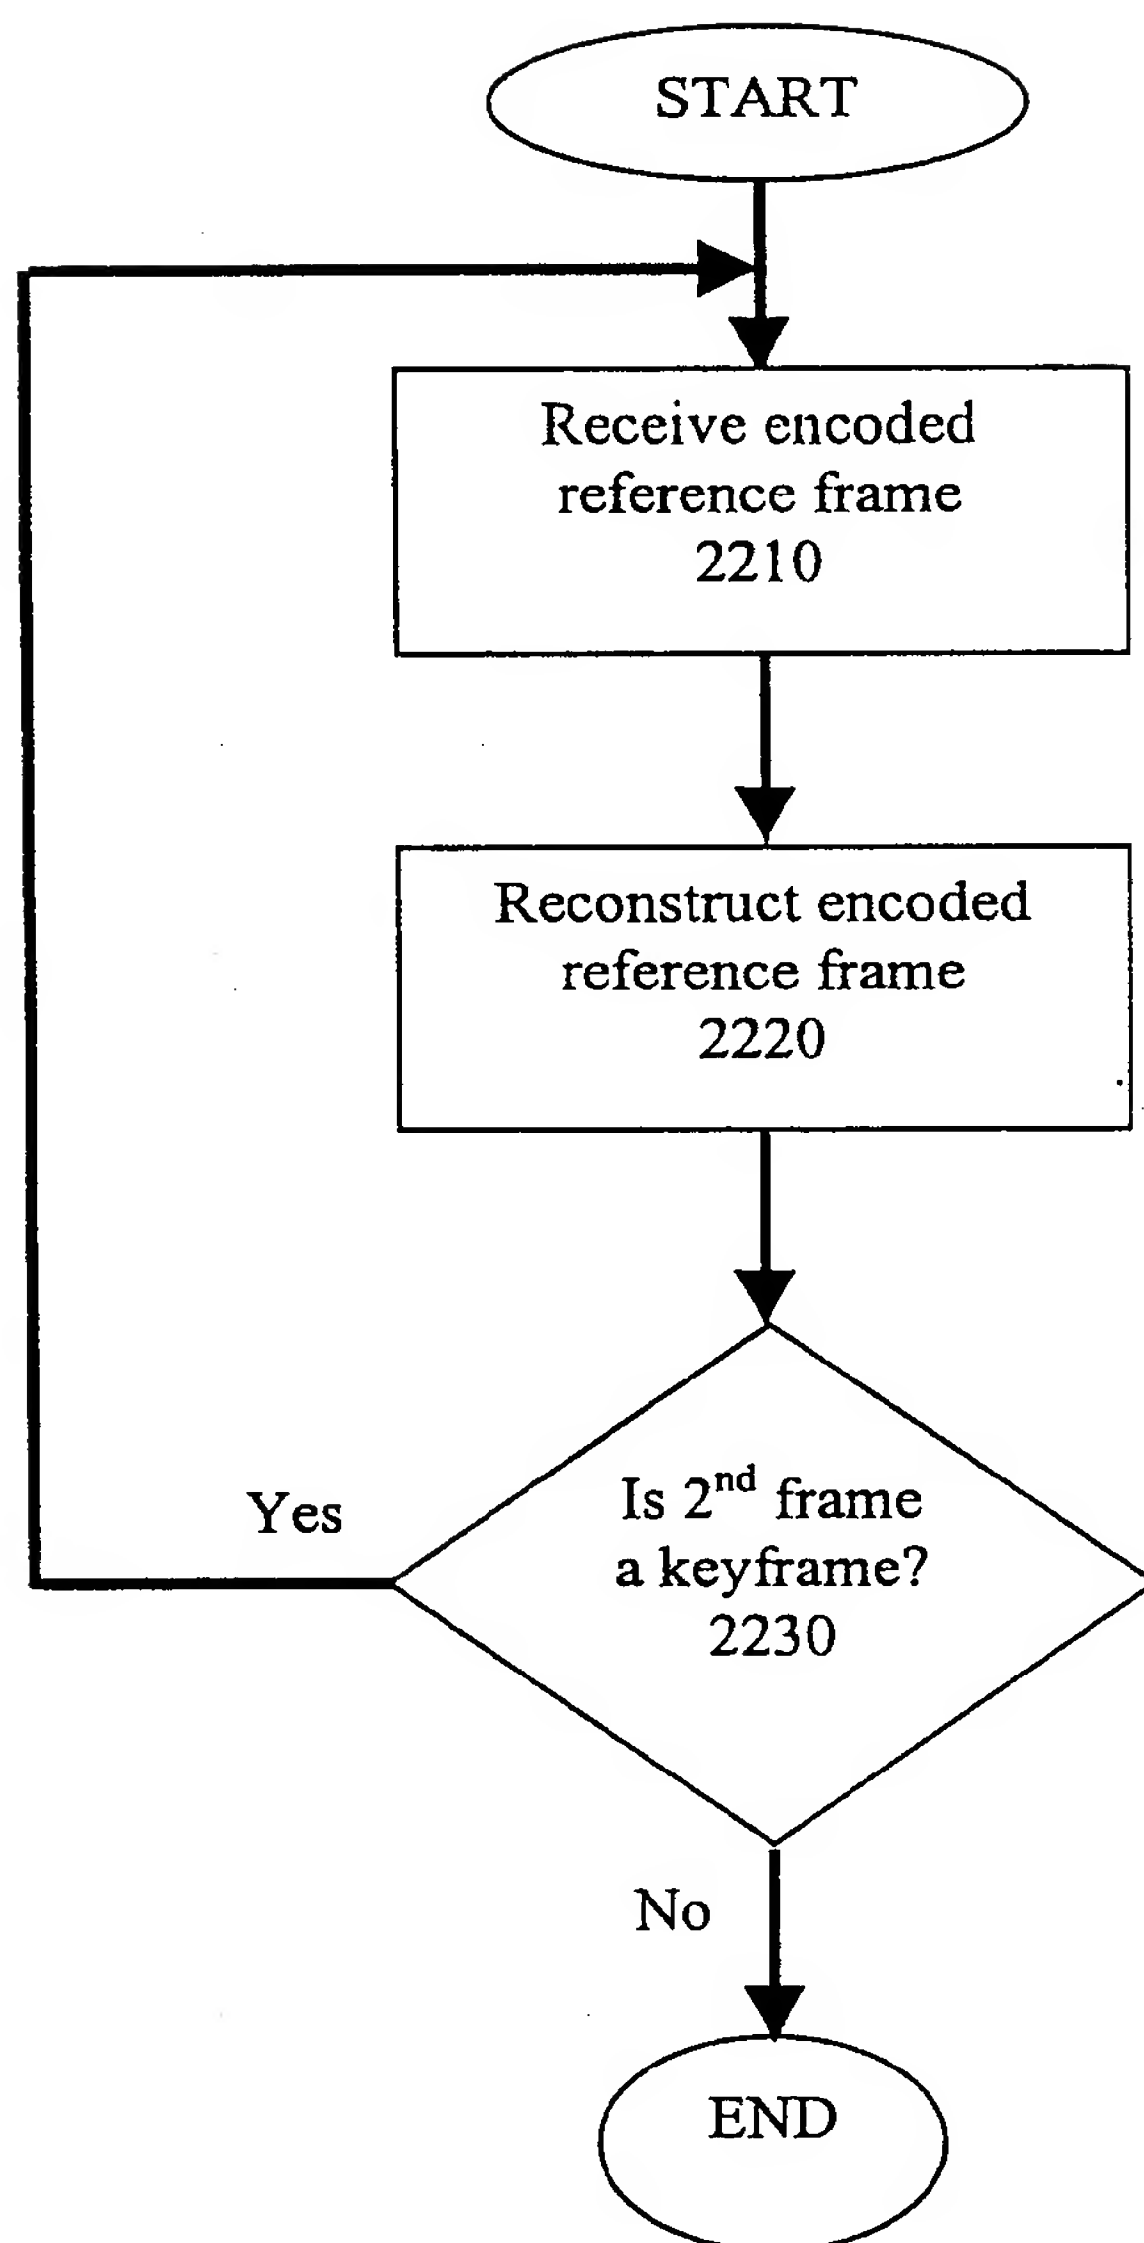 START
Receive encoded
reference frame
2210
Reconstruct encoded
reference frame
2220
Is 2nd frame
a keyframe?
2230
Yes
No
END